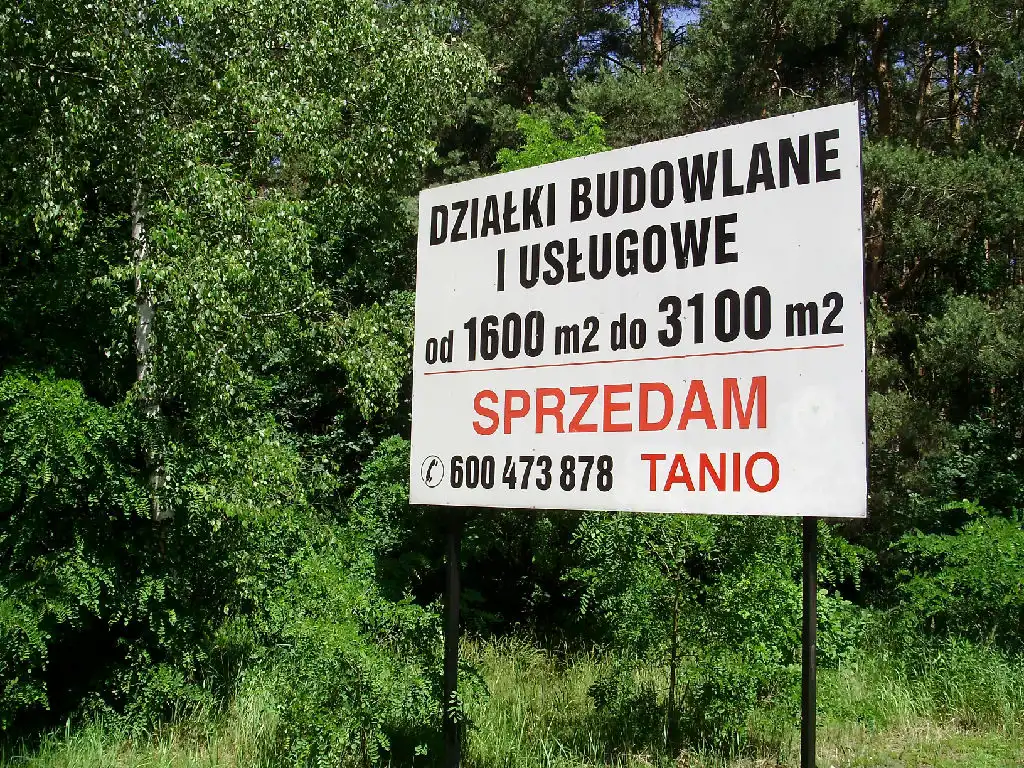 DZIAŁKI BUDOWLANE
I USŁUGOWE
od 1600 m2 do 3100 m2
SPRZEDAM
600 473 878 TANIO